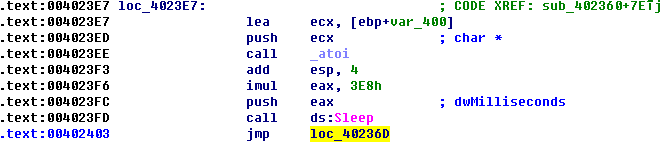 .text:004023E7 loc_4023E7: ; CODE XREF: sub_402360+7E↑j
.text:004023E7 lea ecx, [ebp+var_400]
.text:004023ED push ecx ; char *
.text:004023EE call _atoi
.text:004023F3 add esp, 4
.text:004023F6 imul eax, 3E8h
.text:004023FC push eax ; dwMilliseconds
.text:004023FD call ds:Sleep
.text:00402403 jmp loc_40236D